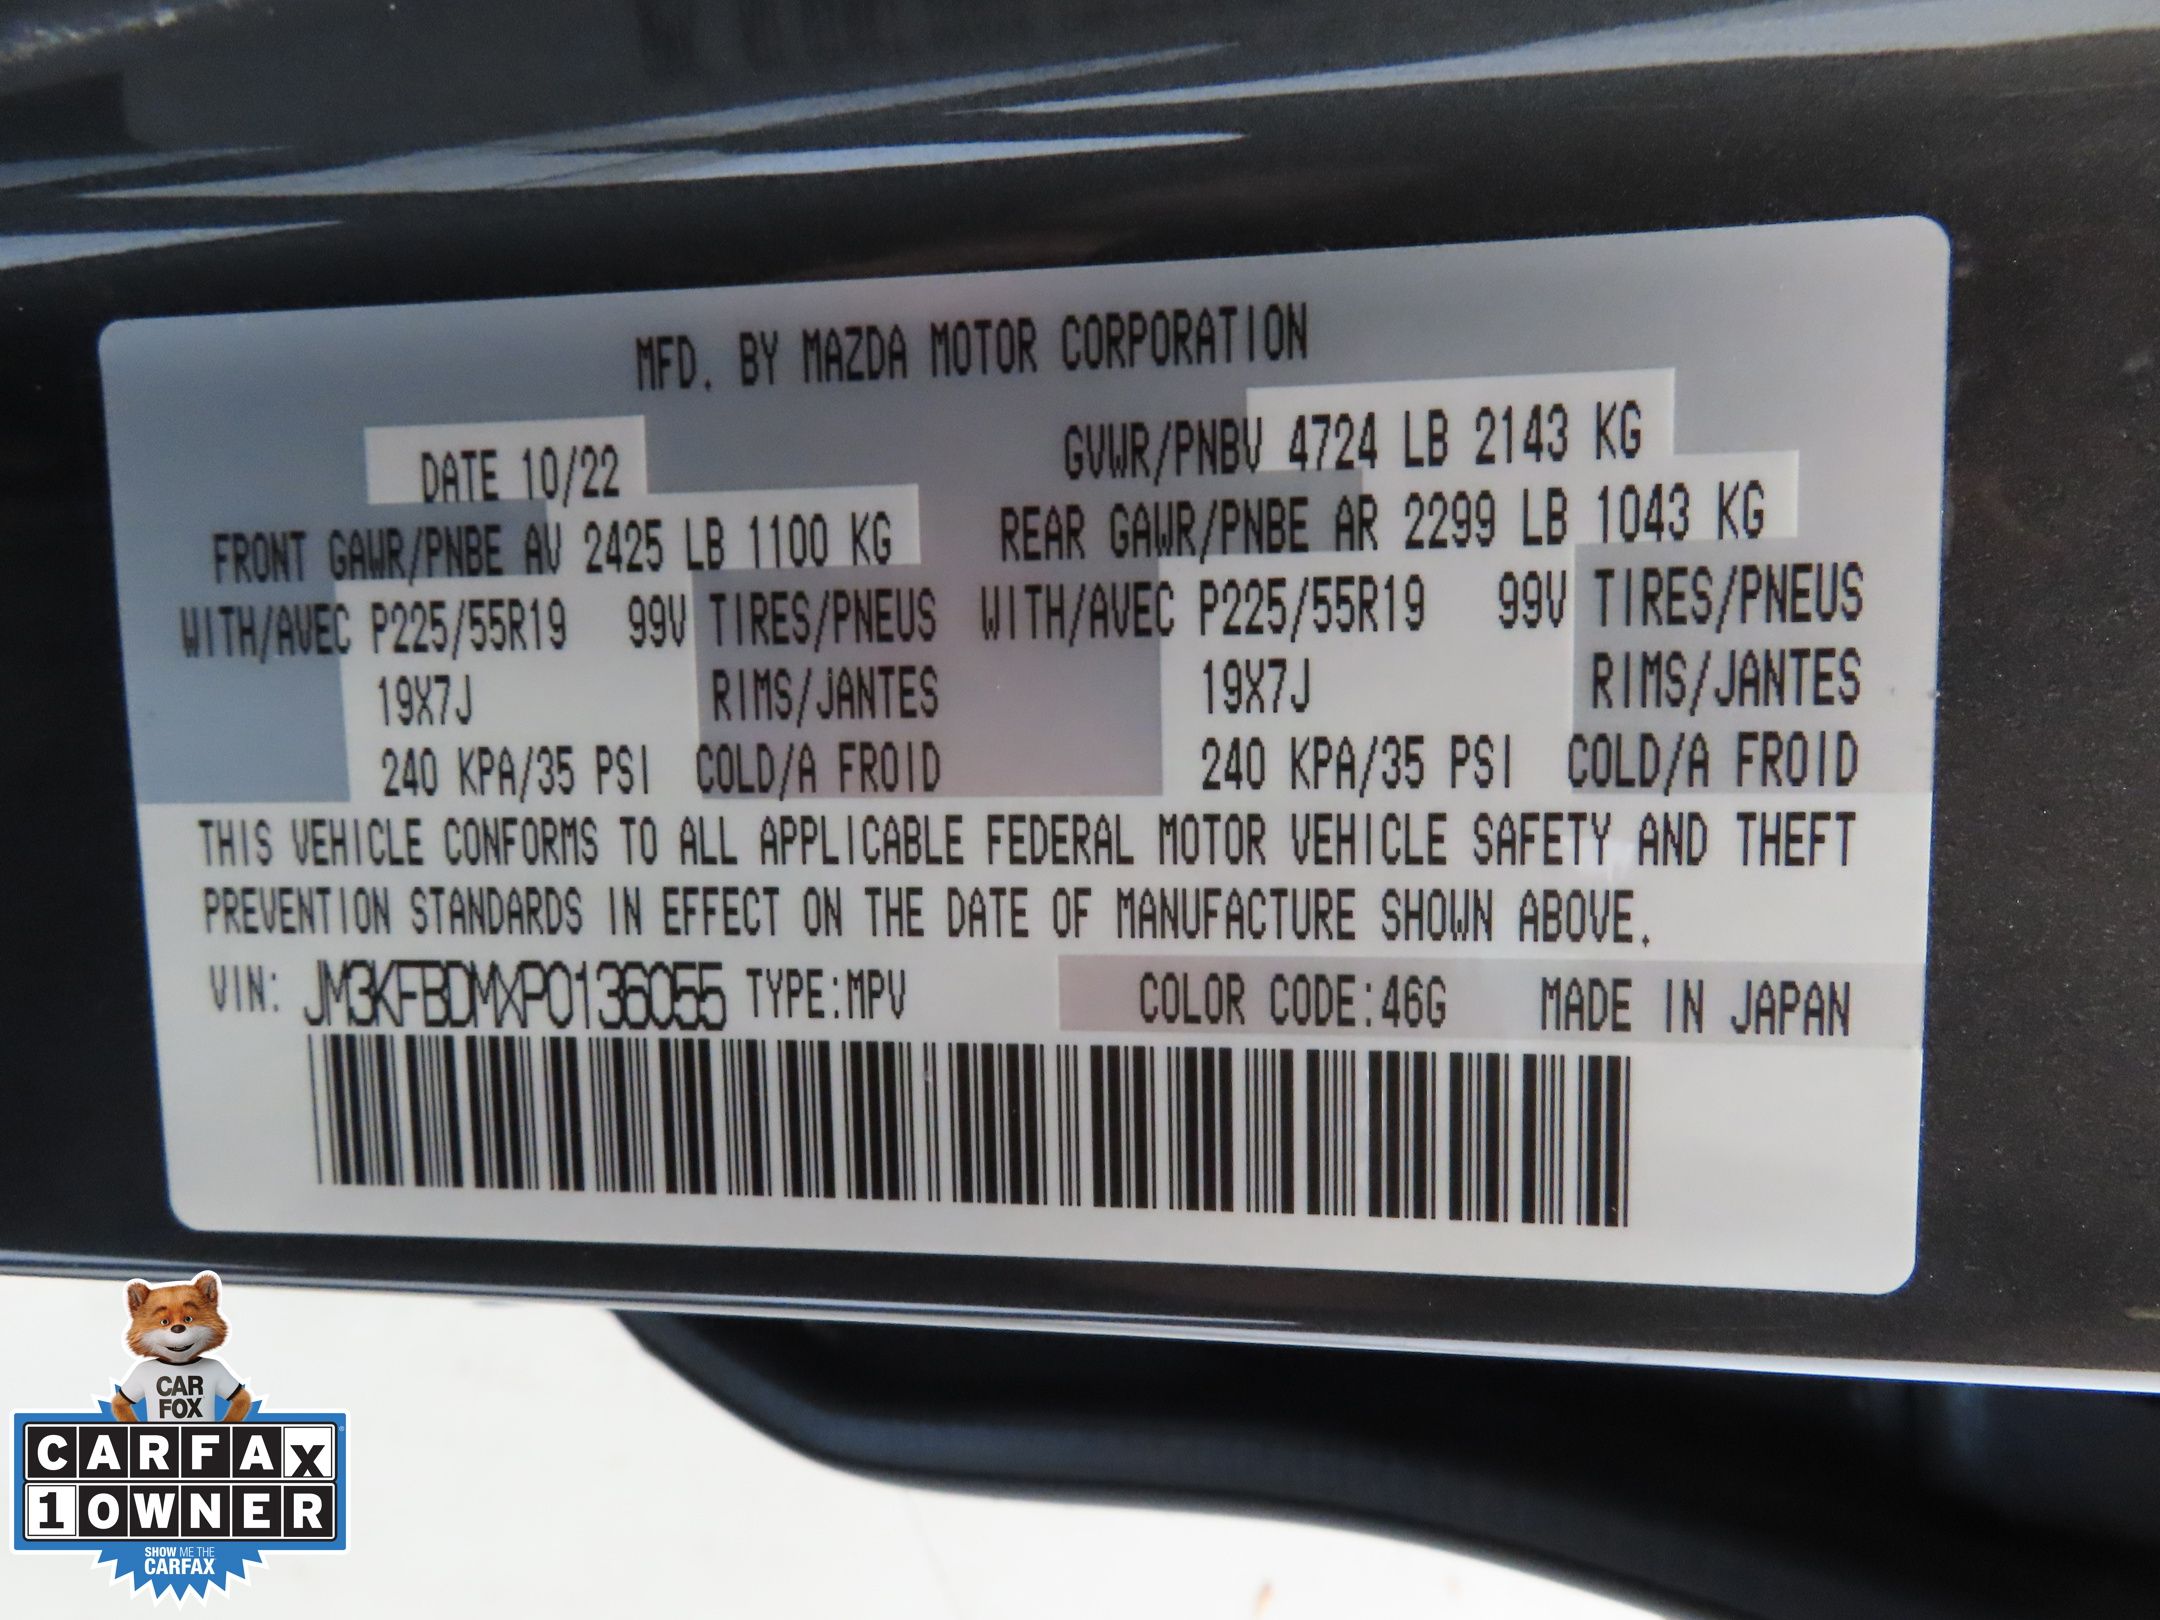 MFD. BY MAZDA MOTOR CORPORATION
DATE 10/22 GVWR/PNBV 4724 LB 2143 KG
FRONT GAWR/PNBE AV 2425 LB 1100 KG REAR GAWR/PNBE AR 2299 LB 1043 KG
WITH/AVEC P225/55R19 99V TIRES/PNEUS WITH/AVEC P225/55R19 99V TIRES/PNEUS
19X7J RIMS/JANTES 19X7J RIMS/JANTES
240 KPA/35 PSI COLD/A FROID 240 KPA/35 PSI COLD/A FROID
THIS VEHICLE CONFORMS TO ALL APPLICABLE FEDERAL MOTOR VEHICLE SAFETY AND THEFT
PREVENTION STANDARDS IN EFFECT ON THE DATE OF MANUFACTURE SHOWN ABOVE.
VIN: JM3KFBDMXP0136055 TYPE:MPV COLOR CODE:46G MADE IN JAPAN
CAR
FOX
CARFAX
1 OWNER
SHOW ME THE
CARFAX